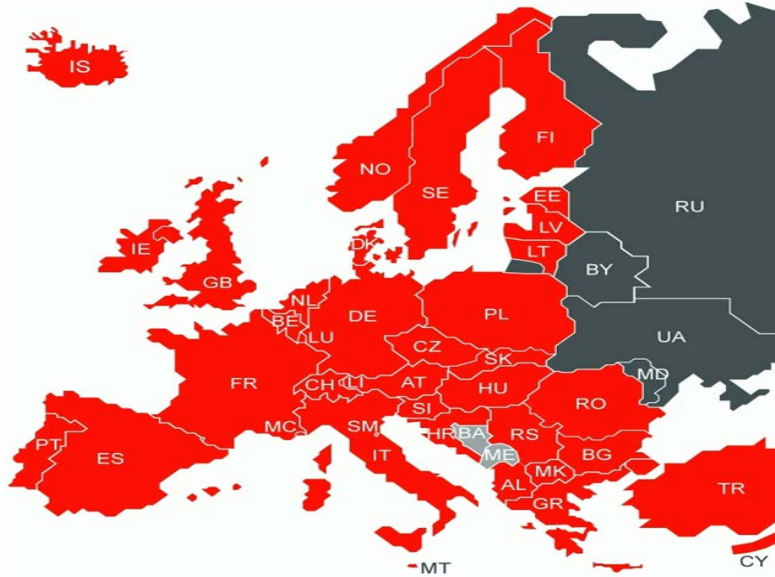 IS
NO
SE
FI
EE
LV
LT
DK
IE
GB
RU
BY
NL
BE
LU
DE
PL
UA
CZ
SK
MD
FR
CH
LI
AT
HU
RO
SI
HR
BA
RS
MC
SM
IT
ME
MK
BG
PT
ES
AL
GR
TR
MT
CY